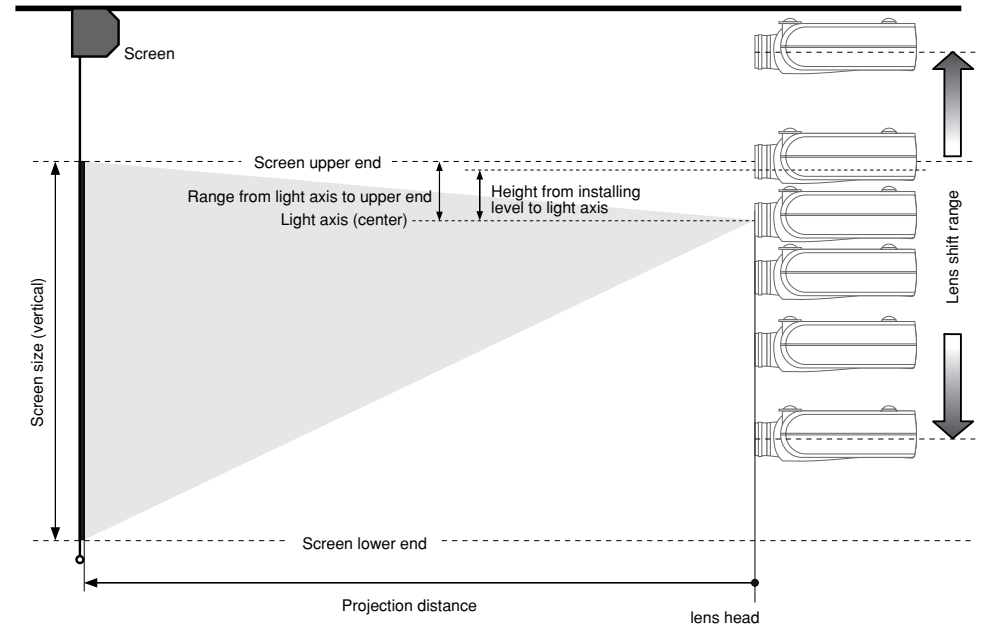 Screen
Screen upper end
Range from light axis to upper end
Height from installing
level to light axis
Light axis (center)
Lens shift range
Screen size (vertical)
Screen lower end
Projection distance
lens head